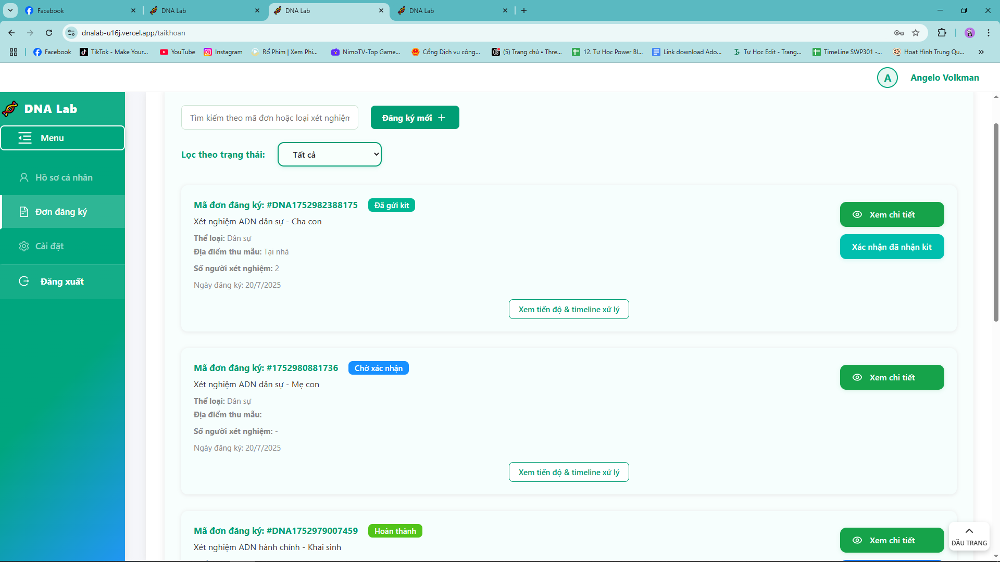 Facebook
DNA Lab
DNA Lab
DNA Lab
dnalab-u16j.vercel.app/taikhoan
Facebook
TikTok - Make Your...
YouTube
Instagram
Rổ Phim | Xem Phi...
NimoTV-Top Game...
Cổng Dịch vụ công...
(5) Trang chủ • Thre...
12. Tự Học Power BI...
Link download Ado...
Tự Học Edit - Trang...
TimeLine SWP301 -...
Hoạt Hình Trung Qu...
A
Angelo Volkman
DNA Lab
Menu
Hồ sơ cá nhân
Đơn đăng ký
Cài đặt
Đăng xuất
Tìm kiếm theo mã đơn hoặc loại xét nghiệm
Đăng ký mới
Lọc theo trạng thái:
Tất cả
Mã đơn đăng ký: #DNA1752982388175
Đã gửi kit
Xét nghiệm ADN dân sự - Cha con
Thể loại: Dân sự
Địa điểm thu mẫu: Tại nhà
Số người xét nghiệm: 2
Ngày đăng ký: 20/7/2025
Xem chi tiết
Xác nhận đã nhận kit
Xem tiến độ & timeline xử lý
Mã đơn đăng ký: #1752980881736
Chờ xác nhận
Xét nghiệm ADN dân sự - Mẹ con
Thể loại: Dân sự
Địa điểm thu mẫu:
Số người xét nghiệm: -
Ngày đăng ký: 20/7/2025
Xem chi tiết
Xem tiến độ & timeline xử lý
Mã đơn đăng ký: #DNA1752979007459
Hoàn thành
Xét nghiệm ADN hành chính - Khai sinh
Xem chi tiết
ĐẦU TRANG